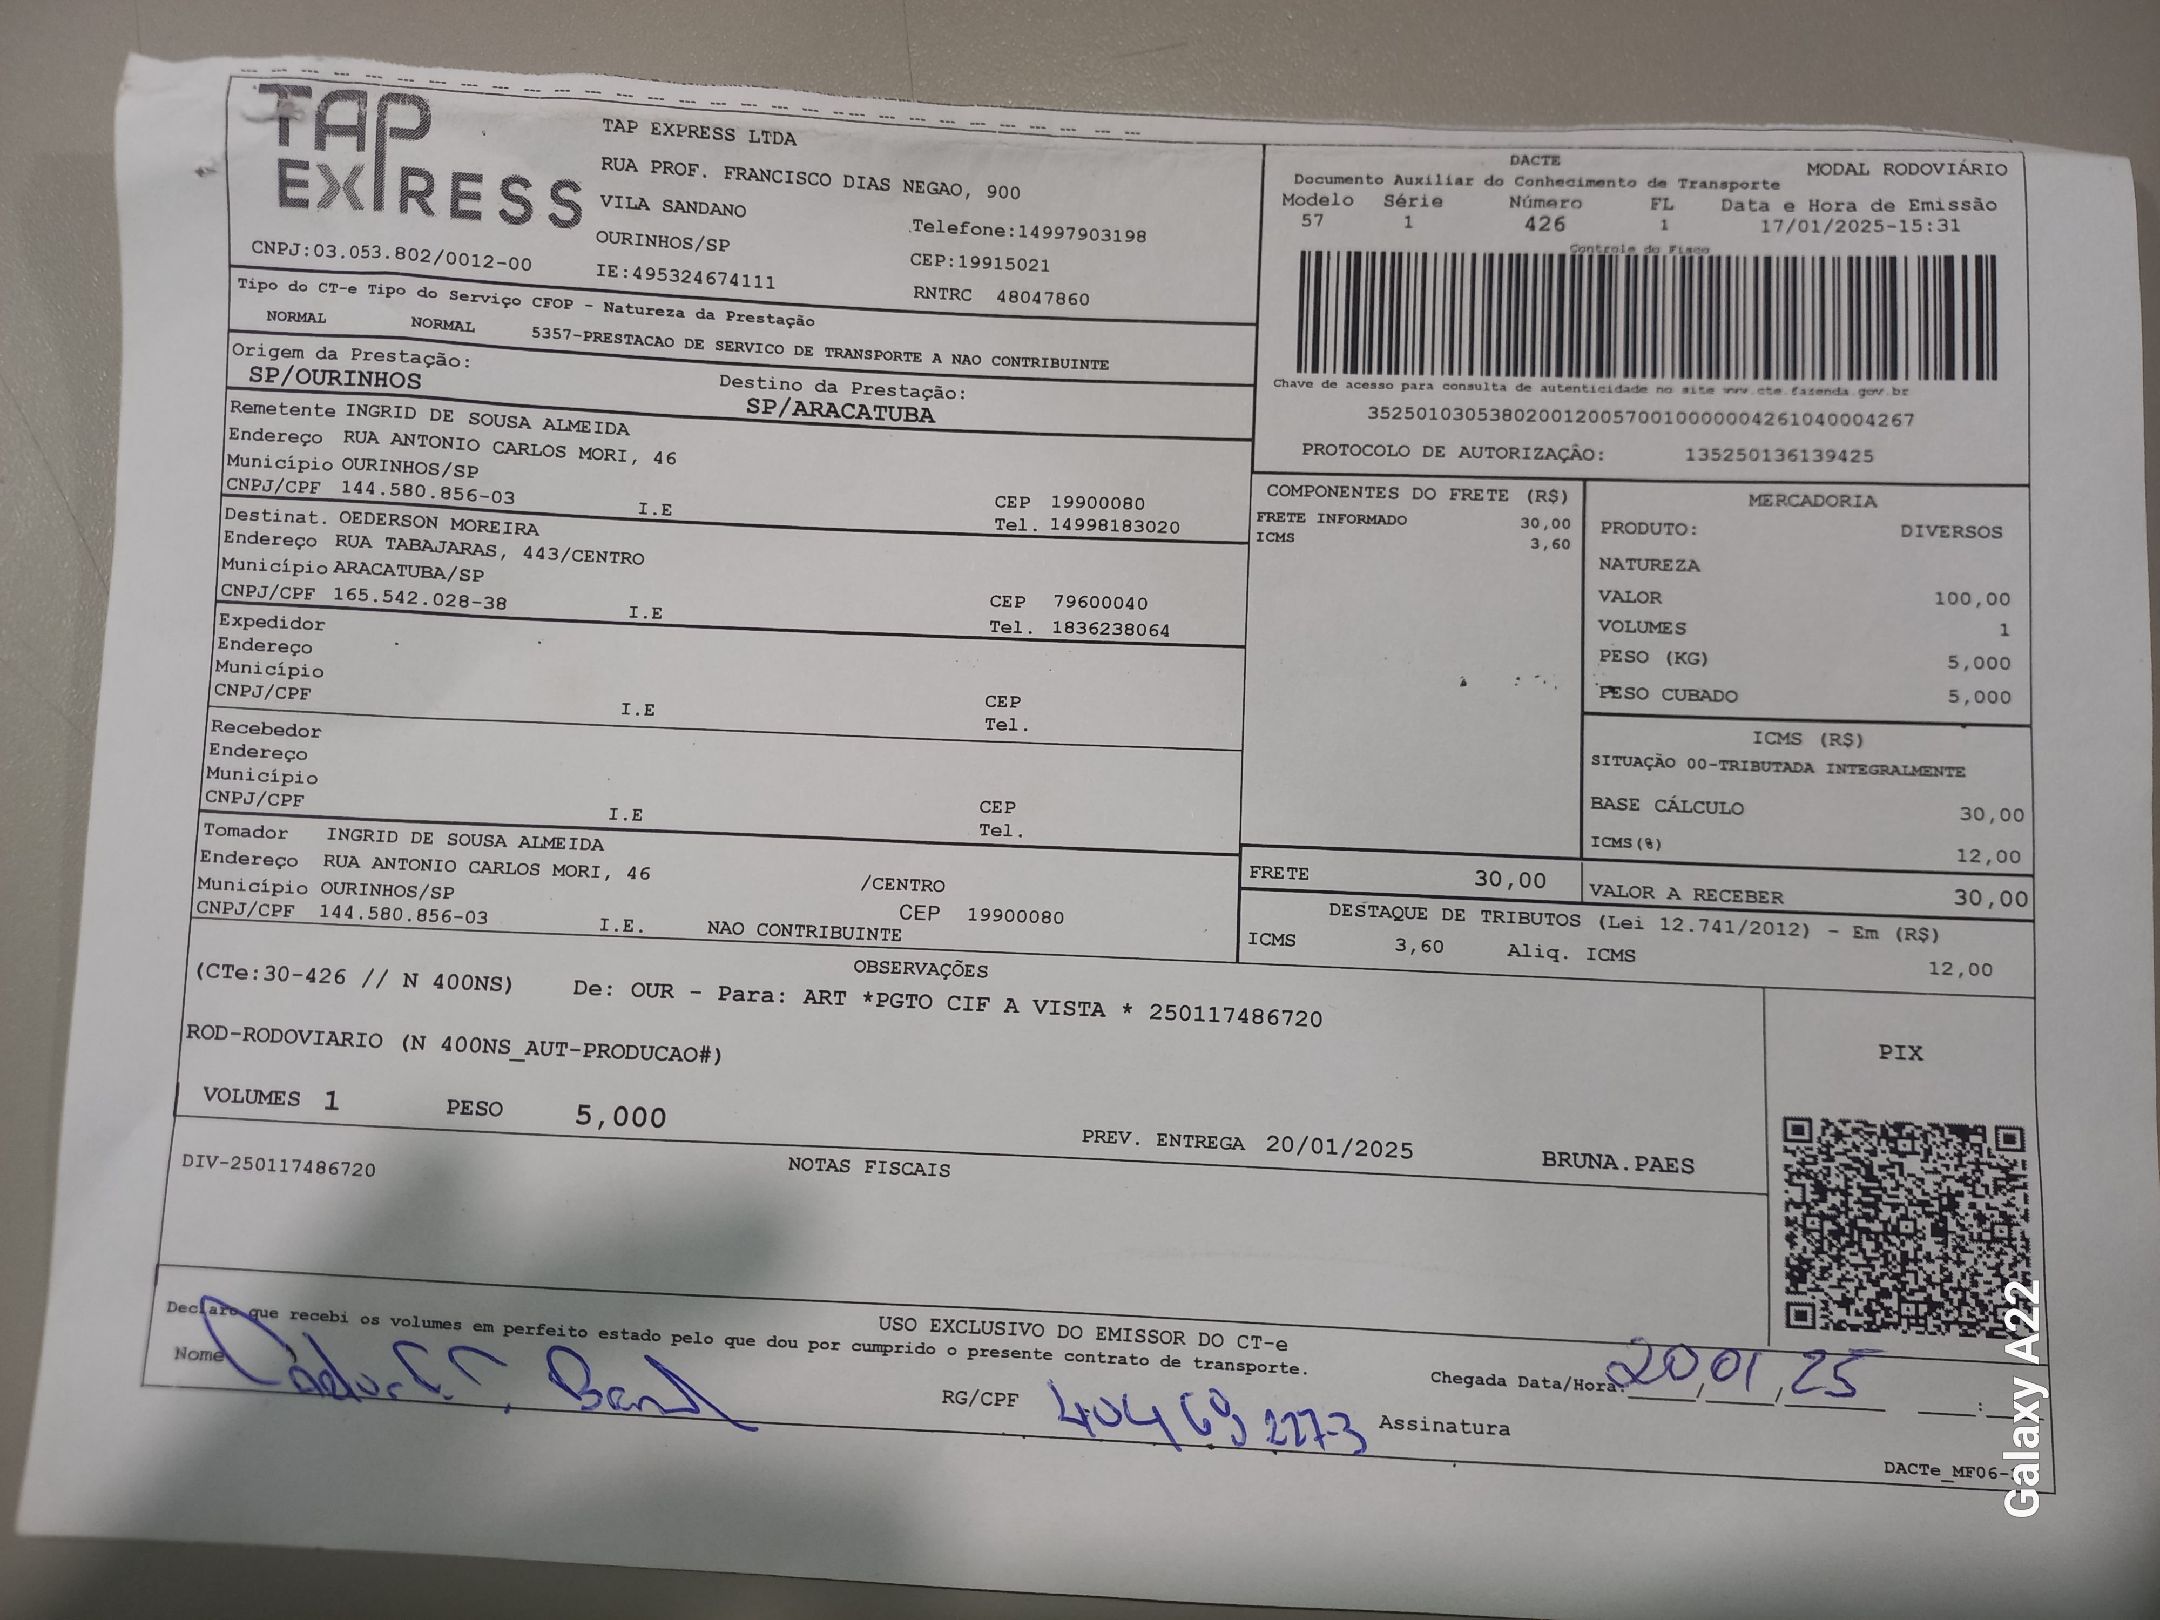 TAP EXPRESS
TAP EXPRESS LTDA
RUA PROF. FRANCISCO DIAS NEGAO, 900
VILA SANDANO
OURINHOS/SP
Telefone:14997903198
CNPJ:03.053.802/0012-00
IE:495324674111
CEP:19915021
RNTRC 48047860
DACTE
MODAL RODOVIÁRIO
Documento Auxiliar do Conhecimento de Transporte
Modelo Série Número FL Data e Hora de Emissão
57 1 426 1 17/01/2025-15:31
Controle do Fisco
Chave de acesso para consulta de autenticidade no site www.cte.fazenda.gov.br
35250103053802001200570010000004261040004267
PROTOCOLO DE AUTORIZAÇÃO: 135250136139425
Tipo do CT-e Tipo do Serviço CFOP - Natureza da Prestação
NORMAL NORMAL 5357-PRESTACAO DE SERVICO DE TRANSPORTE A NAO CONTRIBUINTE
Origem da Prestação: Destino da Prestação:
SP/OURINHOS SP/ARACATUBA
Remetente INGRID DE SOUSA ALMEIDA
Endereço RUA ANTONIO CARLOS MORI, 46
Município OURINHOS/SP CEP 19900080
CNPJ/CPF 144.580.856-03 I.E Tel. 14998183020
Destinat. OEDERSON MOREIRA
Endereço RUA TABAJARAS, 443/CENTRO
Município ARACATUBA/SP CEP 79600040
CNPJ/CPF 165.542.028-38 I.E Tel. 1836238064
Expedidor
Endereço
Município CEP
CNPJ/CPF I.E Tel.
Recebedor
Endereço
Município CEP
CNPJ/CPF I.E Tel.
Tomador INGRID DE SOUSA ALMEIDA
Endereço RUA ANTONIO CARLOS MORI, 46 /CENTRO
Município OURINHOS/SP CEP 19900080
CNPJ/CPF 144.580.856-03 I.E. NAO CONTRIBUINTE
COMPONENTES DO FRETE (R$)
FRETE INFORMADO 30,00
ICMS 3,60
MERCADORIA
PRODUTO: DIVERSOS
NATUREZA
VALOR 100,00
VOLUMES 1
PESO (KG) 5,000
PESO CUBADO 5,000
ICMS (R$)
SITUAÇÃO 00-TRIBUTADA INTEGRALMENTE
BASE CÁLCULO 30,00
ICMS(%) 12,00
FRETE 30,00 VALOR A RECEBER 30,00
DESTAQUE DE TRIBUTOS (Lei 12.741/2012) - Em (R$)
ICMS 3,60 Aliq. ICMS 12,00
OBSERVAÇÕES
(CTe:30-426 // N 400NS) De: OUR - Para: ART *PGTO CIF A VISTA * 250117486720
ROD-RODOVIARIO (N 400NS_AUT-PRODUCAO#)
VOLUMES 1 PESO 5,000 PREV. ENTREGA 20/01/2025 BRUNA.PAES
PIX
NOTAS FISCAIS
DIV-250117486720
USO EXCLUSIVO DO EMISSOR DO CT-e
Declaro que recebi os volumes em perfeito estado pelo que dou por cumprido o presente contrato de transporte.
Nome RG/CPF 404 69 227-3 Assinatura
Chegada Data/Hora: 20/01/25 :
DACTe_MF06-
Galaxy A22